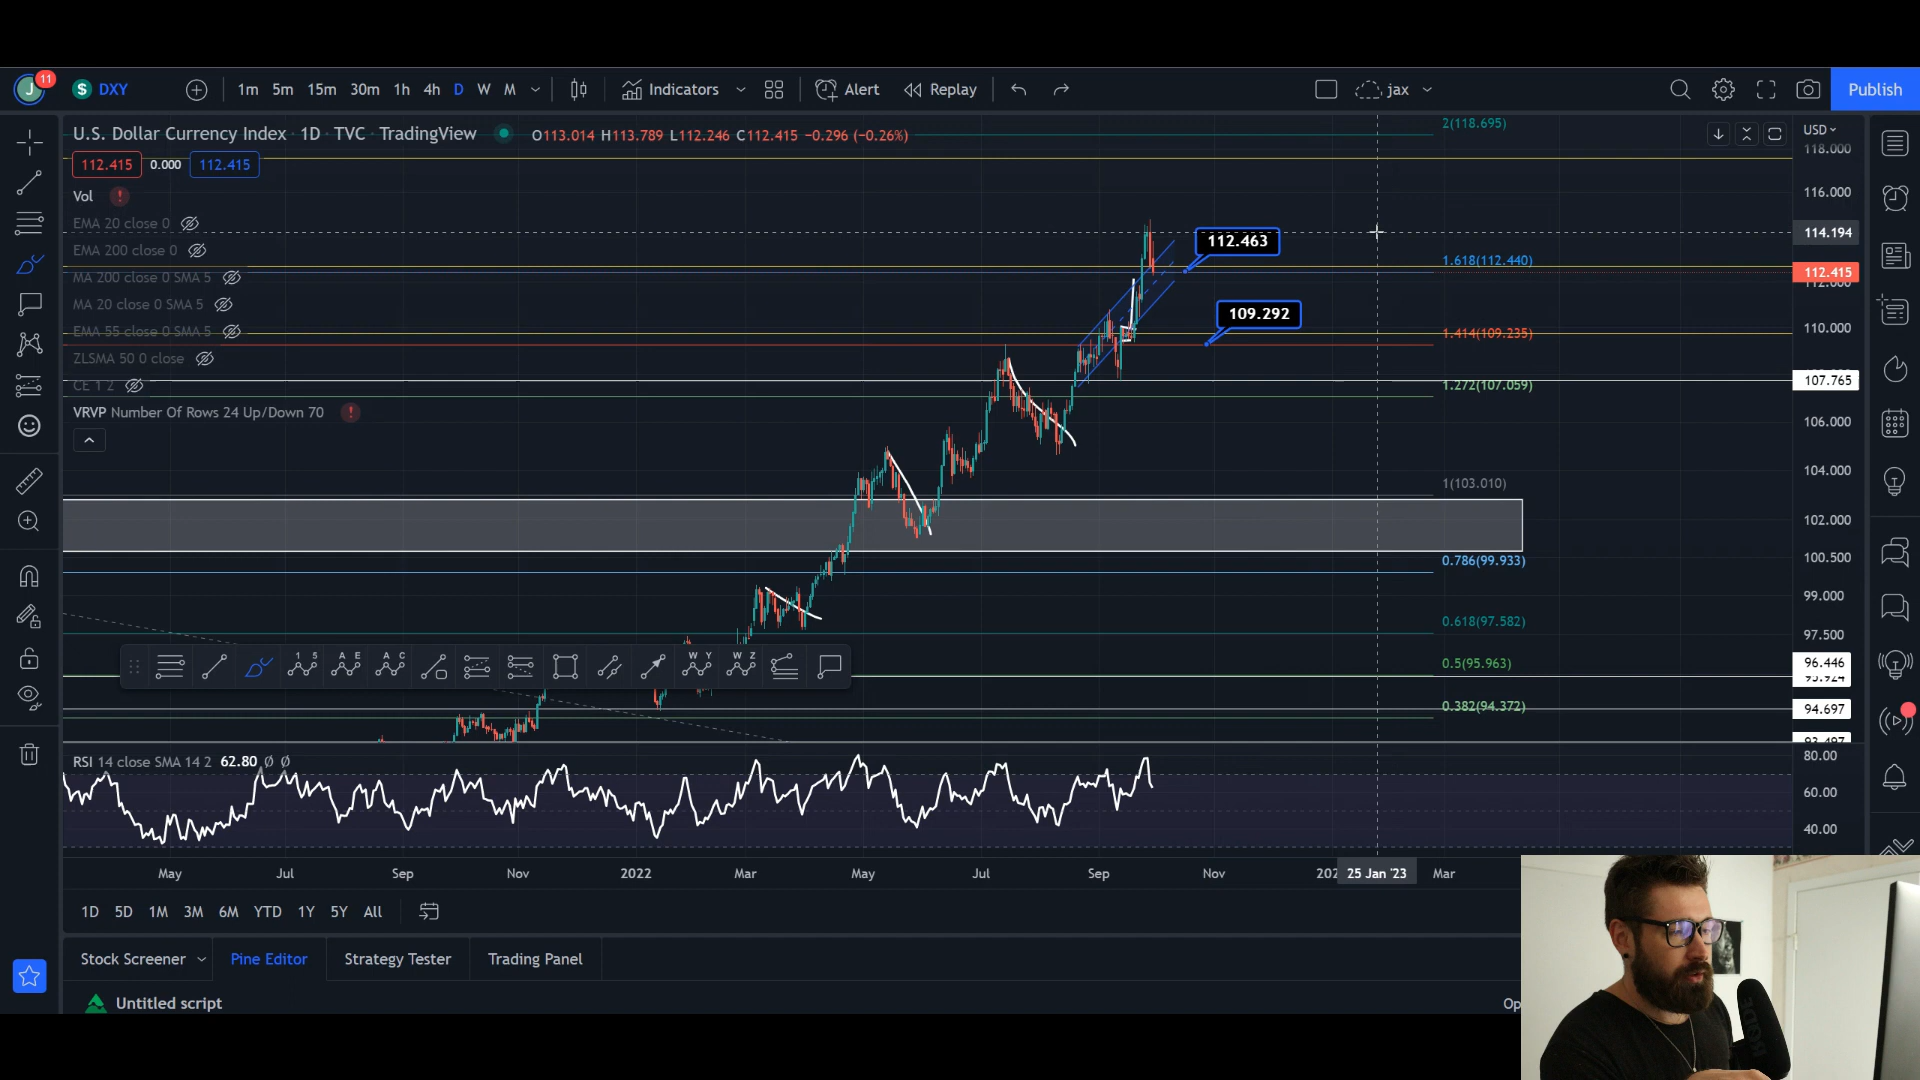 J 11 $ DXY 1m 5m 15m 30m 1h 4h D W M Indicators Alert Replay jax Publish
U.S. Dollar Currency Index · 1D · TVC · TradingView O113.014 H113.789 L112.246 C112.415 −0.296 (−0.26%)
2(118.695)
USD
118.000
112.415 0.000 112.415
Vol
116.000
EMA 20 close 0
114.194
112.463
EMA 200 close 0
1.618(112.440)
112.415
112.000
MA 200 close 0 SMA 5
MA 20 close 0 SMA 5
109.292
EMA 55 close 0 SMA 5
1.414(109.235)
110.000
ZLSMA 50 0 close
CE 1 2
1.272(107.059)
107.765
VRVP Number Of Rows 24 Up/Down 70
106.000
104.000
1(103.010)
102.000
0.786(99.933)
100.500
99.000
0.618(97.582)
97.500
1 5 A E A C W Y W Z
0.5(95.963)
96.446
95.924
0.382(94.372)
94.697
93.497
RSI 14 close SMA 14 2 62.80 Ø Ø
80.00
60.00
40.00
May Jul Sep Nov 2022 Mar May Jul Sep Nov 202 25 Jan '23 Mar
1D 5D 1M 3M 6M YTD 1Y 5Y All
Stock Screener Pine Editor Strategy Tester Trading Panel
Untitled script
Op